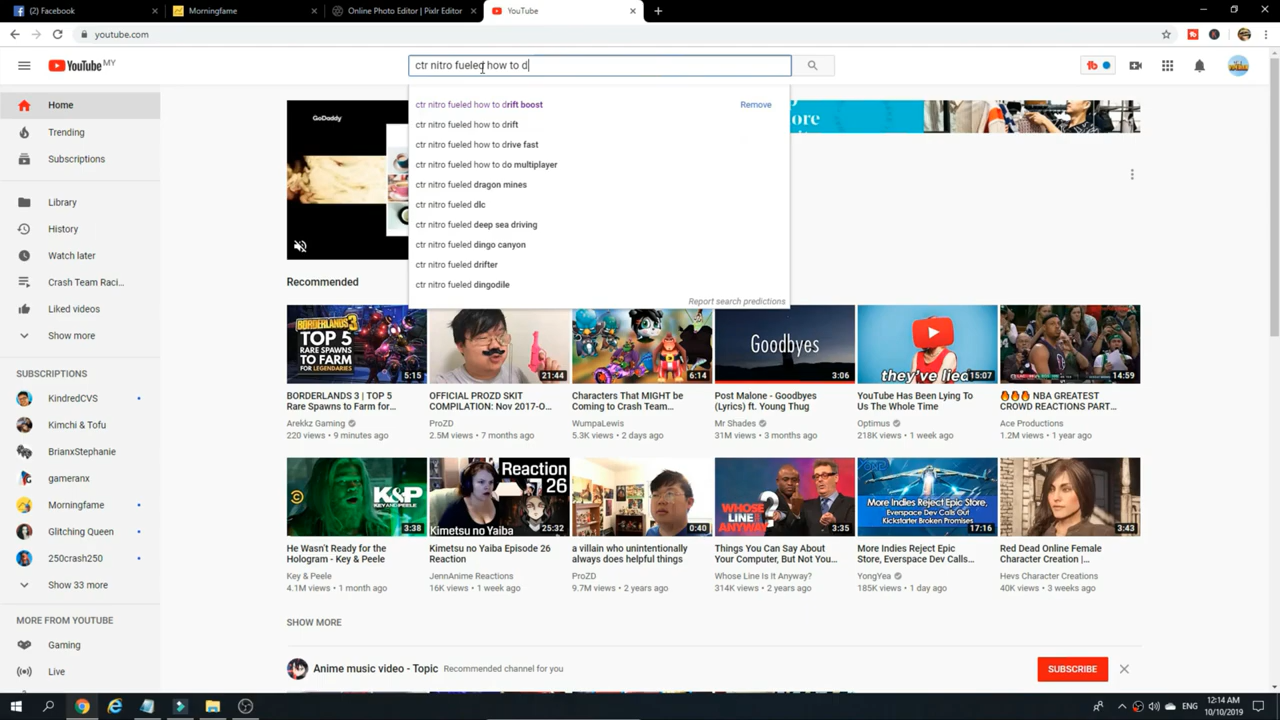 (2) Facebook
Morningfame
Online Photo Editor | Pixlr Editor
YouTube
youtube.com
YouTube MY
ctr nitro fueled how to d
ctr nitro fueled how to drift boost
Remove
ctr nitro fueled how to drift
ctr nitro fueled how to drive fast
ctr nitro fueled how to do multiplayer
ctr nitro fueled dragon mines
ctr nitro fueled dlc
ctr nitro fueled deep sea driving
ctr nitro fueled dingo canyon
ctr nitro fueled drifter
ctr nitro fueled dingodile
Report search predictions
Home
Trending
Subscriptions
Library
History
Watch later
Crash Team Raci...
Liked videos
Show more
SUBSCRIPTIONS
KindredCVS
Kimchi & Tofu
BrianxStephanie
gameranx
Morningfame
Glitching Queen
250crash250
Show 33 more
MORE FROM YOUTUBE
Gaming
Live
GoDaddy
ore
Recommended
BORDERLANDS 3
TOP 5
RARE SPAWNS
TO FARM FOR
LEGENDARIES
5:15
BORDERLANDS 3 | TOP 5
Rare Spawns to Farm for...
Arekkz Gaming
220 views • 9 minutes ago
21:44
OFFICIAL PROZD SKIT
COMPILATION: Nov 2017-O...
ProZD
2.5M views • 7 months ago
6:14
Characters That MIGHT be
Coming to Crash Team...
WumpaLewis
5.3K views • 2 days ago
Goodbyes
3:06
Post Malone - Goodbyes
(Lyrics) ft. Young Thug
Mr Shades
31M views • 3 months ago
they've lied
15:07
YouTube Has Been Lying To
Us The Whole Time
Optimus
218K views • 1 week ago
14:59
🔥🔥🔥 NBA GREATEST
CROWD REACTIONS PART...
Ace Productions
1.2M views • 1 year ago
K&P
KEY AND PEELE
3:38
He Wasn't Ready for the
Hologram - Key & Peele
Key & Peele
4.1M views • 1 month ago
Reaction
26
25:32
Kimetsu no Yaiba Episode 26
Reaction
JennAnime Reactions
16K views • 1 week ago
0:40
a villain who unintentionally
always does helpful things
ProZD
9.7M views • 2 years ago
WHOSE
LINE
ANYWAY?
3:35
Things You Can Say About
Your Computer, But Not You...
Whose Line Is It Anyway?
314K views • 2 years ago
More Indies Reject Epic
Store,
Everspace Dev Calls Out
Kickstarter Broken Promises
17:16
More Indies Reject Epic
Store, Everspace Dev Calls...
YongYea
185K views • 1 day ago
3:43
Red Dead Online Female
Character Creation |...
Hevs Character Creations
40K views • 3 weeks ago
SHOW MORE
Anime music video - Topic
Recommended channel for you
SUBSCRIBE
ENG
12:14 AM
10/10/2019